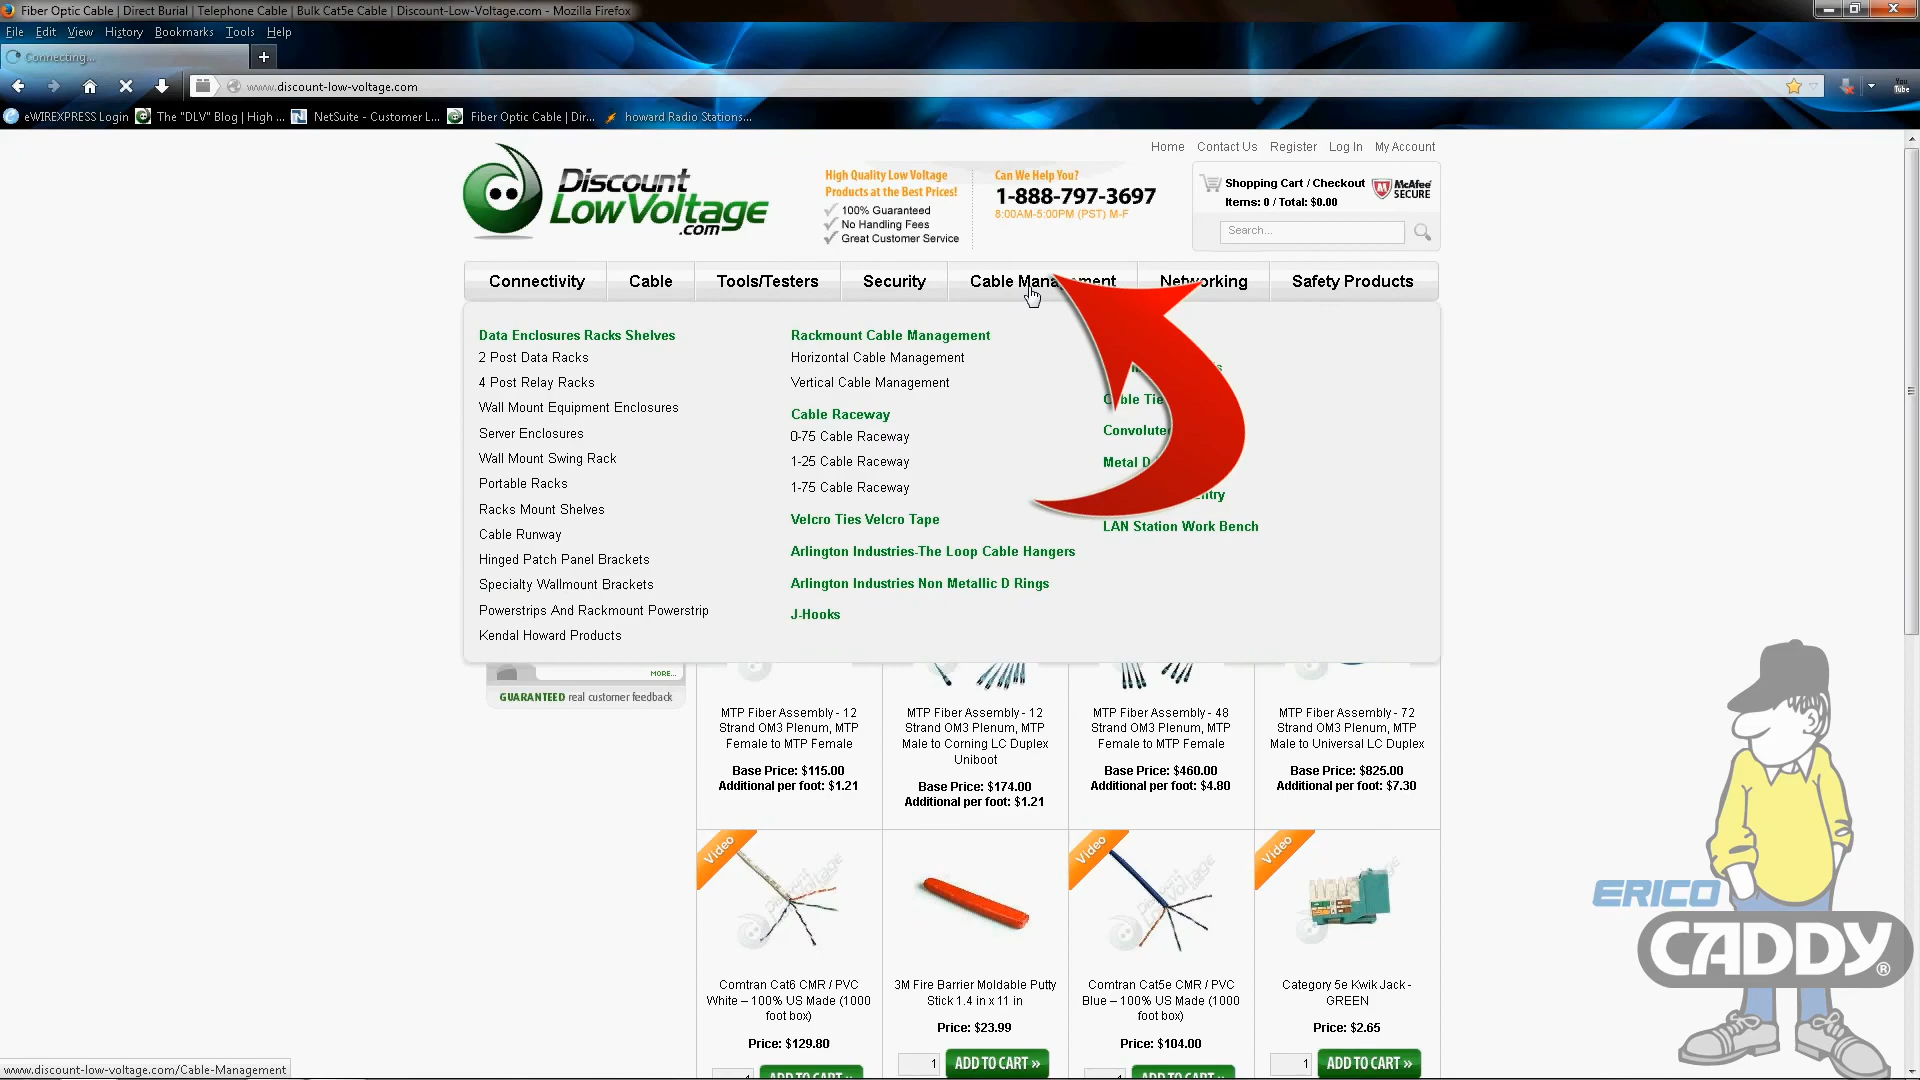 Fiber Optic Cable | Direct Burial | Telephone Cable | Bulk Cat5e Cable | Discount-Low-Voltage.com - Mozilla Firefox
File Edit View History Bookmarks Tools Help
Connecting...
www.discount-low-voltage.com
You Tube
eWIREXPRESS Login The "DLV" Blog | High ... NetSuite - Customer L... Fiber Optic Cable | Dir... howard Radio Stations...
Home Contact Us Register Log In My Account
Discount
LowVoltage
.com
High Quality Low Voltage
Products at the Best Prices!
100% Guaranteed
No Handling Fees
Great Customer Service
Can We Help You?
1-888-797-3697
8:00AM-5:00PM (PST) M-F
Shopping Cart / Checkout
Items: 0 / Total: $0.00
McAfee
SECURE
Search...
Connectivity Cable Tools/Testers Security Cable Management Networking Safety Products
Data Enclosures Racks Shelves
2 Post Data Racks
4 Post Relay Racks
Wall Mount Equipment Enclosures
Server Enclosures
Wall Mount Swing Rack
Portable Racks
Racks Mount Shelves
Cable Runway
Hinged Patch Panel Brackets
Specialty Wallmount Brackets
Powerstrips And Rackmount Powerstrip
Kendal Howard Products
Rackmount Cable Management
Horizontal Cable Management
Vertical Cable Management
Cable Raceway
0-75 Cable Raceway
1-25 Cable Raceway
1-75 Cable Raceway
Velcro Ties Velcro Tape
Arlington Industries-The Loop Cable Hangers
Arlington Industries Non Metallic D Rings
J-Hooks
Cable Tie
Convolute
Metal D
LAN Station Work Bench
MORE...
GUARANTEED real customer feedback
MTP Fiber Assembly - 12
Strand OM3 Plenum, MTP
Female to MTP Female
Base Price: $115.00
Additional per foot: $1.21
MTP Fiber Assembly - 12
Strand OM3 Plenum, MTP
Male to Corning LC Duplex
Uniboot
Base Price: $174.00
Additional per foot: $1.21
MTP Fiber Assembly - 48
Strand OM3 Plenum, MTP
Female to MTP Female
Base Price: $460.00
Additional per foot: $4.80
MTP Fiber Assembly - 72
Strand OM3 Plenum, MTP
Male to Universal LC Duplex
Base Price: $825.00
Additional per foot: $7.30
Video
Comtran Cat6 CMR / PVC
White – 100% US Made (1000
foot box)
Price: $129.80
ADD TO CART »
3M Fire Barrier Moldable Putty
Stick 1.4 in x 11 in
Price: $23.99
1 ADD TO CART »
Video
Comtran Cat5e CMR / PVC
Blue – 100% US Made (1000
foot box)
Price: $104.00
ADD TO CART »
Video
Category 5e Kwik Jack -
GREEN
Price: $2.65
1 ADD TO CART »
ERICO
CADDY®
www.discount-low-voltage.com/Cable-Management